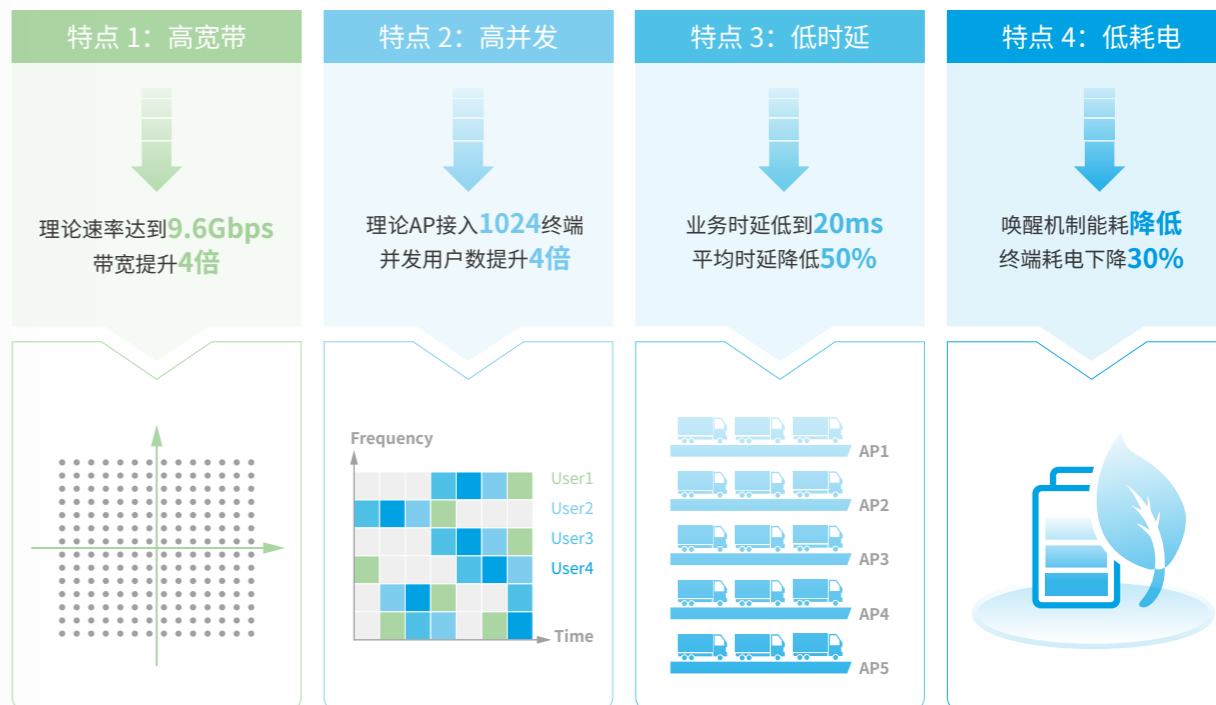 特点 1：高宽带
理论速率达到9.6Gbps
带宽提升4倍
特点 2：高并发
理论AP接入1024终端
并发用户数提升4倍
特点 3：低时延
业务时延低到20ms
平均时延降低50%
特点 4：低耗电
唤醒机制能耗降低
终端耗电下降30%
Frequency
User1
User2
User3
User4
Time
AP1
AP2
AP3
AP4
AP5